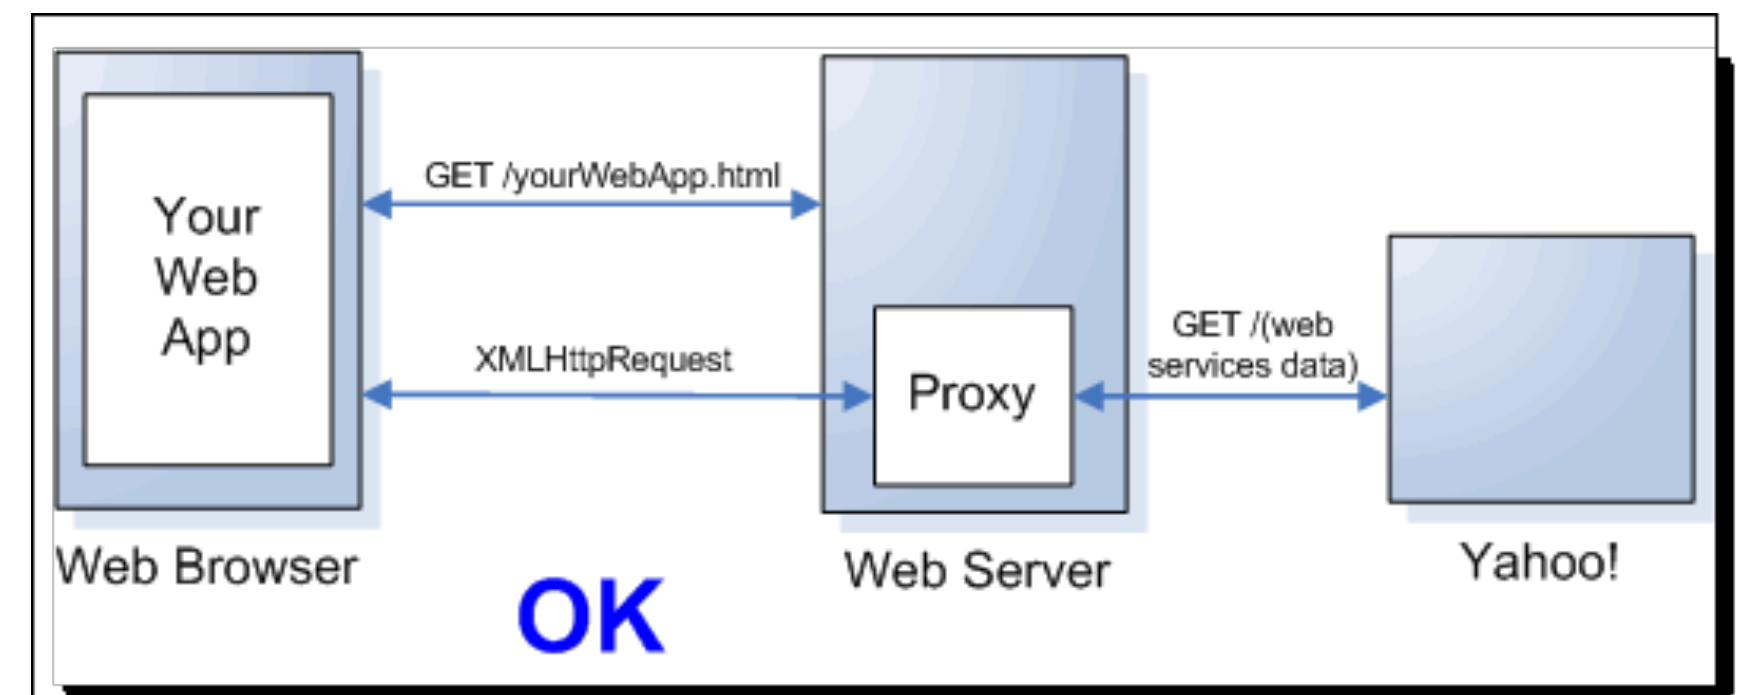 GET /yourWebApp.html
Your
Web
App
XMLHttpRequest
Proxy
GET /(web
services data)
Web Browser
Web Server
Yahoo!
OK